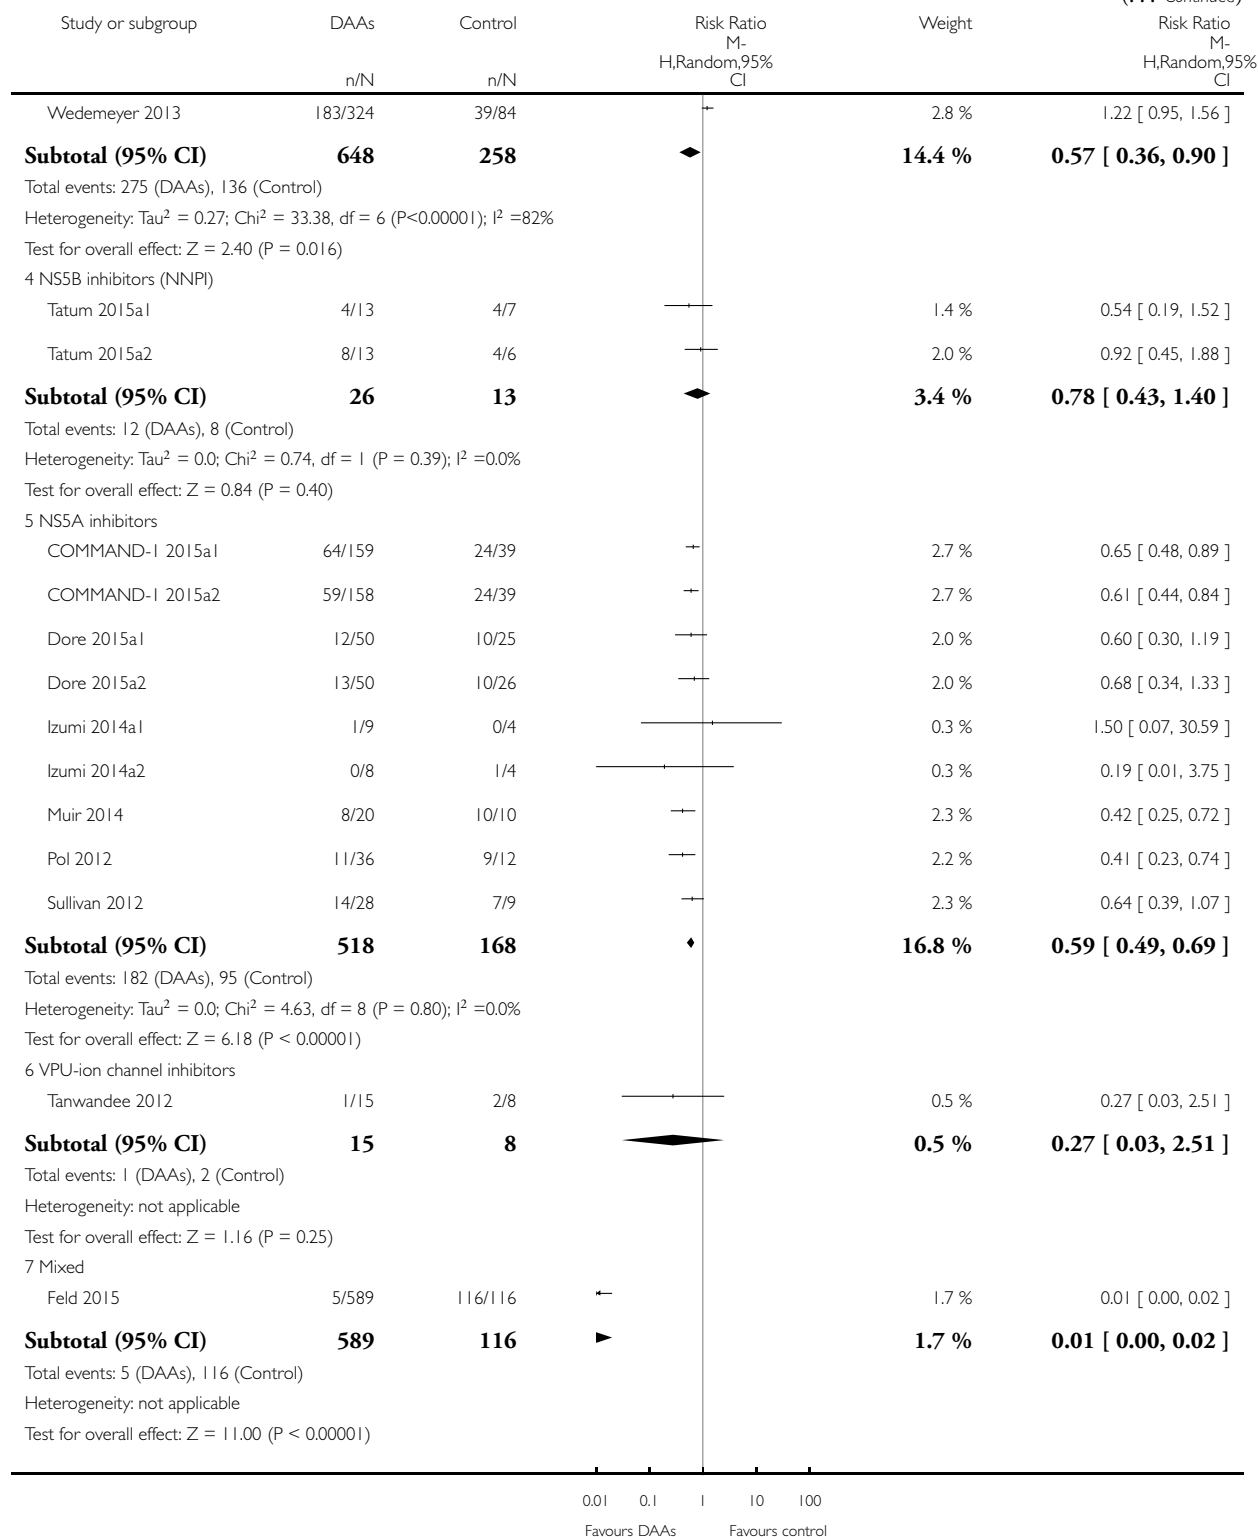 Continued)
Study or subgroup DAAs Control Risk Ratio Weight Risk Ratio
M- M-
H,Random,95% H,Random,95%
n/N n/N CI CI
Wedemeyer 2013 183/324 39/84 2.8 % 1.22 [ 0.95, 1.56 ]
Subtotal (95% CI) 648 258 14.4 % 0.57 [ 0.36, 0.90 ]
Total events: 275 (DAAs), 136 (Control)
Heterogeneity: Tau² = 0.27; Chi² = 33.38, df = 6 (P<0.00001); I² =82%
Test for overall effect: Z = 2.40 (P = 0.016)
4 NS5B inhibitors (NNPI)
Tatum 2015a1 4/13 4/7 1.4 % 0.54 [ 0.19, 1.52 ]
Tatum 2015a2 8/13 4/6 2.0 % 0.92 [ 0.45, 1.88 ]
Subtotal (95% CI) 26 13 3.4 % 0.78 [ 0.43, 1.40 ]
Total events: 12 (DAAs), 8 (Control)
Heterogeneity: Tau² = 0.0; Chi² = 0.74, df = 1 (P = 0.39); I² =0.0%
Test for overall effect: Z = 0.84 (P = 0.40)
5 NS5A inhibitors
COMMAND-1 2015a1 64/159 24/39 2.7 % 0.65 [ 0.48, 0.89 ]
COMMAND-1 2015a2 59/158 24/39 2.7 % 0.61 [ 0.44, 0.84 ]
Dore 2015a1 12/50 10/25 2.0 % 0.60 [ 0.30, 1.19 ]
Dore 2015a2 13/50 10/26 2.0 % 0.68 [ 0.34, 1.33 ]
Izumi 2014a1 1/9 0/4 0.3 % 1.50 [ 0.07, 30.59 ]
Izumi 2014a2 0/8 1/4 0.3 % 0.19 [ 0.01, 3.75 ]
Muir 2014 8/20 10/10 2.3 % 0.42 [ 0.25, 0.72 ]
Pol 2012 11/36 9/12 2.2 % 0.41 [ 0.23, 0.74 ]
Sullivan 2012 14/28 7/9 2.3 % 0.64 [ 0.39, 1.07 ]
Subtotal (95% CI) 518 168 16.8 % 0.59 [ 0.49, 0.69 ]
Total events: 182 (DAAs), 95 (Control)
Heterogeneity: Tau² = 0.0; Chi² = 4.63, df = 8 (P = 0.80); I² =0.0%
Test for overall effect: Z = 6.18 (P < 0.00001)
6 VPU-ion channel inhibitors
Tanwandee 2012 1/15 2/8 0.5 % 0.27 [ 0.03, 2.51 ]
Subtotal (95% CI) 15 8 0.5 % 0.27 [ 0.03, 2.51 ]
Total events: 1 (DAAs), 2 (Control)
Heterogeneity: not applicable
Test for overall effect: Z = 1.16 (P = 0.25)
7 Mixed
Feld 2015 5/589 116/116 1.7 % 0.01 [ 0.00, 0.02 ]
Subtotal (95% CI) 589 116 1.7 % 0.01 [ 0.00, 0.02 ]
Total events: 5 (DAAs), 116 (Control)
Heterogeneity: not applicable
Test for overall effect: Z = 11.00 (P < 0.00001)
0.01 0.1 1 10 100
Favours DAAs Favours control